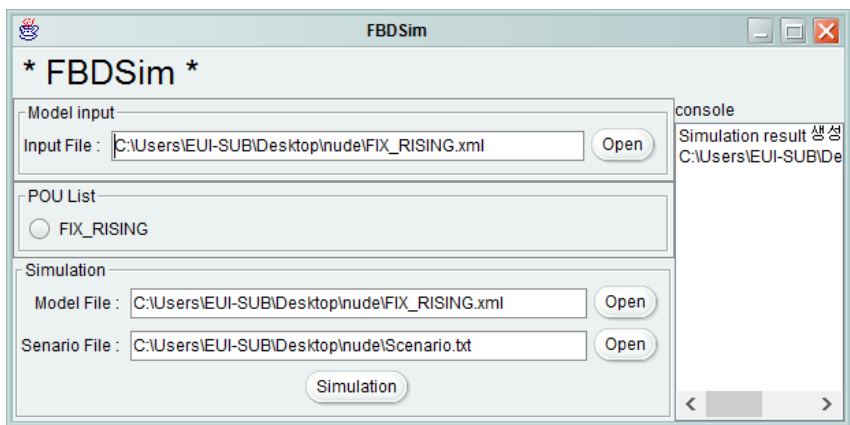 FBDSim
* FBDSim *
Model input
Input File : C:\Users\EUI-SUB\Desktop\nude\FIX_RISING.xml Open
POU List
FIX_RISING
Simulation
Model File : C:\Users\EUI-SUB\Desktop\nude\FIX_RISING.xml Open
Senario File : C:\Users\EUI-SUB\Desktop\nude\Scenario.txt Open
Simulation
console
Simulation result 생성
C:\Users\EUI-SUB\De